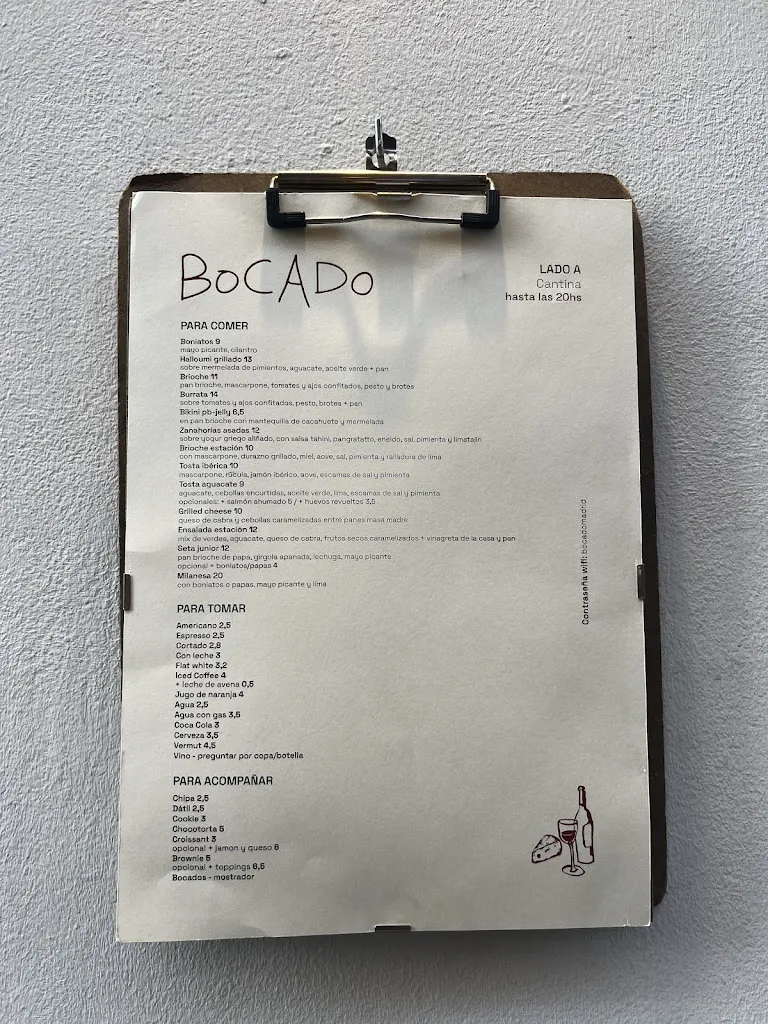 BOCADO
LADO A
Cantina
hasta las 20hs
PARA COMER
Boniatos 9
mayo picante, cilantro
Halloumi grillado 13
sobre mermelada de pimientos, aguacate, aceite verde + pan
Brioche 11
pan brioche, mascarpone, tomates y ajos confitados, pesto y brotes
Burrata 14
sobre tomates y ajos confitados, pesto, brotes + pan
Bikini pb-jelly 6,5
en pan brioche con mantequilla de cacahuote y mermelada
Zanahorias asadas 12
sobre yogur griego aliñado, con salsa tahini, pangratatto, eneldo, sal, pimienta y limatajin
Brioche estación 10
con mascarpone, durazno grillado, miel, aove, sal, pimienta y ralladura de lima
Tosta ibérica 10
mascarpone, rúcula, jamón ibérico, aove, escamas de sal y pimienta
Tosta aguacate 9
aguacate, cebollas encurtidas, aceite verde, lima, escamas de sal y pimienta
opcionales: + salmón ahumado 5 / + huevos revueltos 3,5
Grilled cheese 10
queso de cabra y cebollas caramelizadas entre panes masa madre
Ensalada estación 12
mix de verdes, aguacate, queso de cabra, frutos secos caramelizados + vinagreta de la casa y pan
Seta junior 12
pan brioche de papa, girgola apanada, lechuga, mayo picante
opcional + boniatos/papas 4
Milanesa 20
con boniatos o papas, mayo picante y lima
Contraseña wifi: bocadomadrid
PARA TOMAR
Americano 2,5
Espresso 2,5
Cortado 2,8
Con leche 3
Flat white 3,2
Iced Coffee 4
+ leche de avena 0,5
Jugo de naranja 4
Agua 2,5
Agua con gas 3,5
Coca Cola 3
Cerveza 3,5
Vermut 4,5
Vino - preguntar por copa/botella
PARA ACOMPAÑAR
Chipa 2,5
Dátil 2,5
Cookie 3
Chocotorta 5
Croissant 3
opcional + jamon y queso 6
Brownie 5
opcional + toppings 6,5
Bocados - mostrador